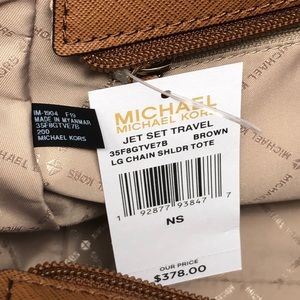 IM-1904 F19
MADE IN MYANMAR
35F8GTVE7B
200
MICHAEL KORS
MICHAEL
MICHAEL KORS
JET SET TRAVEL
35F8GTVE7B BROWN
LG CHAIN SHLDR TOTE
1 92877 93847 7
NS
OUR PRICE
$378.00